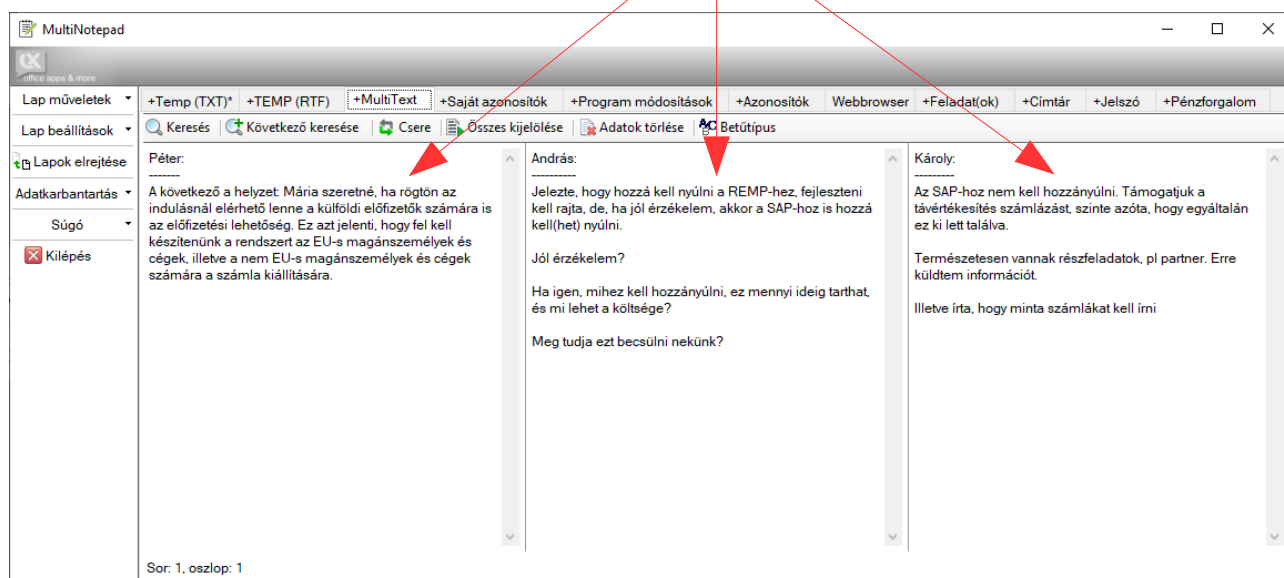 MultiNotepad
office apps & more
Lap műveletek
Lap beállítások
Lapok elrejtése
Adatkarbantartás
Súgó
Kilépés
+Temp (TXT)* +TEMP (RTF) +MultiText +Saját azonosítók +Program módosítások +Azonosítók Webbrowser +Feladat(ok) +Címtár +Jelszó +Pénzforgalom
Keresés Következő keresése Csere Összes kijelölése Adatok törlése Betűtípus
Péter:
-------
A következő a helyzet: Mária szeretné, ha rögtön az
indulásnál elérhető lenne a külföldi előfizetők számára is
az előfizetési lehetőség. Ez azt jelenti, hogy fel kell
készítenünk a rendszert az EU-s magánszemélyek és
cégek, illetve a nem EU-s magánszemélyek és cégek
számára a számla kiállítására.
András:
----------
Jelezte, hogy hozzá kell nyúlni a REMP-hez, fejleszteni
kell rajta, de, ha jól érzékelem, akkor a SAP-hoz is hozzá
kell(het) nyúlni.
Jól érzékelem?
Ha igen, mihez kell hozzányúlni, ez mennyi ideig tarthat,
és mi lehet a költsége?
Meg tudja ezt becsülni nekünk?
Károly:
---------
Az SAP-hoz nem kell hozzányúlni. Támogatjuk a
távértékesítés számlázást, szinte azóta, hogy egyáltalán
ez ki lett találva.
Természetesen vannak részfeladatok, pl partner. Erre
küldtem információt.
Illetve írta, hogy minta számlákat kell írni
Sor: 1, oszlop: 1